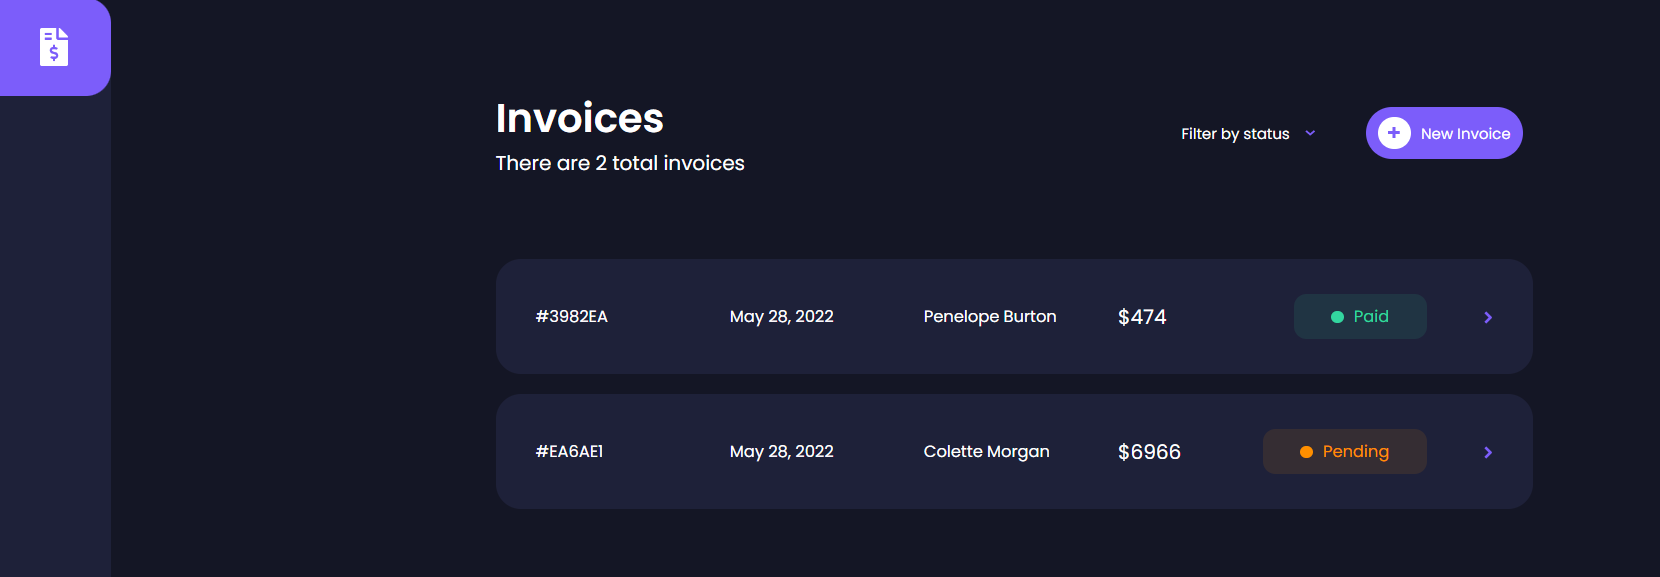 $
Invoices
There are 2 total invoices
Filter by status
New Invoice
#3982EA May 28, 2022 Penelope Burton $474 Paid
#EA6AE1 May 28, 2022 Colette Morgan $6966 Pending